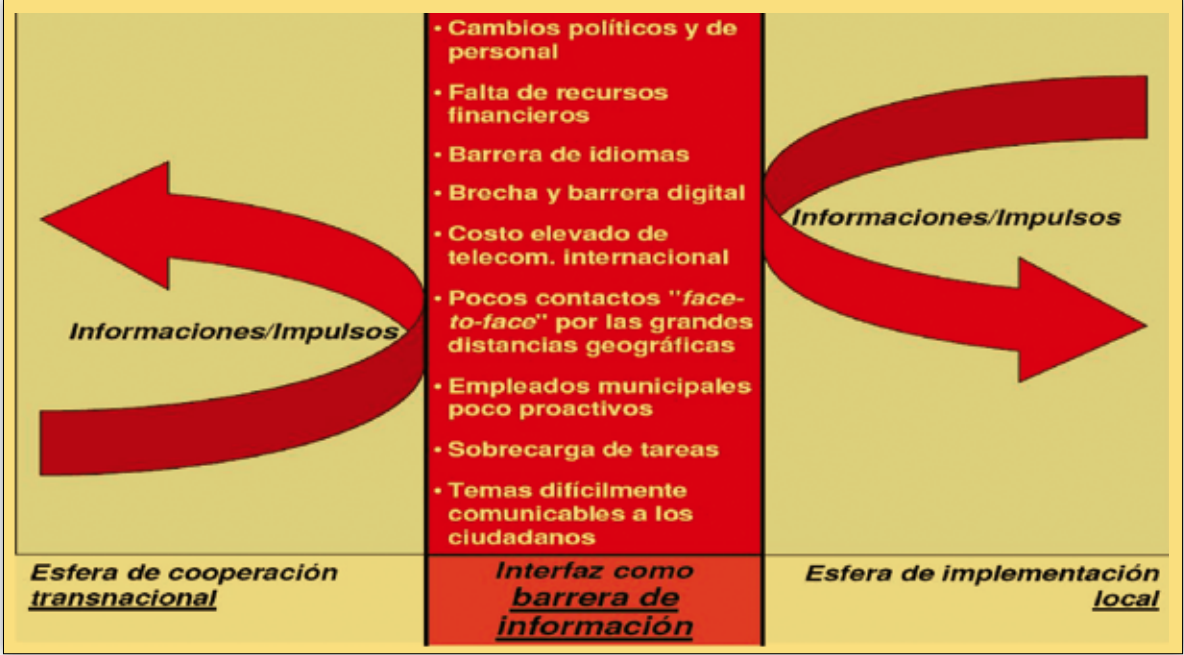 • Cambios políticos y de
personal
• Falta de recursos
financieros
• Barrera de idiomas
• Brecha y barrera digital
• Costo elevado de
telecom. internacional
• Pocos contactos "face-
to-face" por las grandes
distancias geográficas
• Empleados municipales
poco proactivos
• Sobrecarga de tareas
• Temas difícilmente
comunicables a los
ciudadanos
Informaciones/Impulsos
Informaciones/Impulsos
Esfera de cooperación
transnacional
Interfaz como
barrera de
información
Esfera de implementación
local